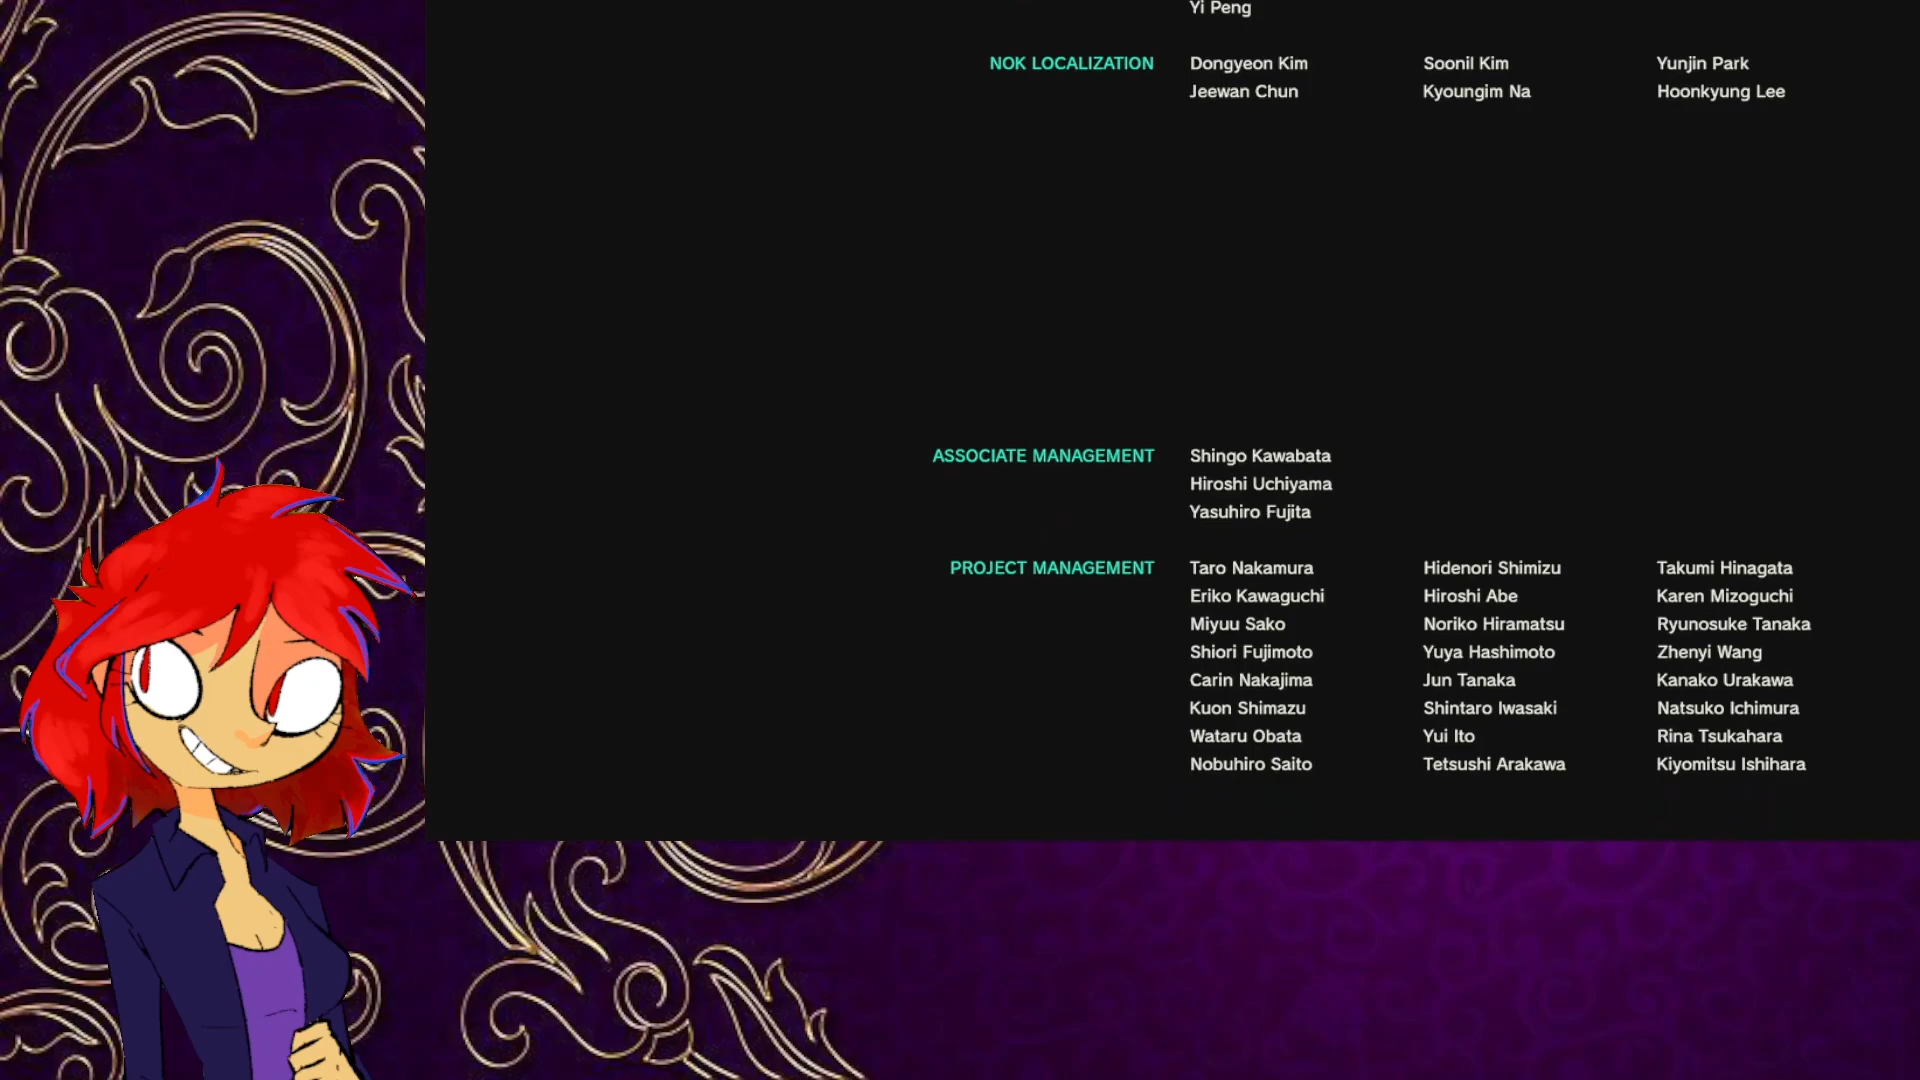 Yi Peng
NOK LOCALIZATION Dongyeon Kim Soonil Kim Yunjin Park
Jeewan Chun Kyoungim Na Hoonkyung Lee
ASSOCIATE MANAGEMENT Shingo Kawabata
Hiroshi Uchiyama
Yasuhiro Fujita
PROJECT MANAGEMENT Taro Nakamura Hidenori Shimizu Takumi Hinagata
Eriko Kawaguchi Hiroshi Abe Karen Mizoguchi
Miyuu Sako Noriko Hiramatsu Ryunosuke Tanaka
Shiori Fujimoto Yuya Hashimoto Zhenyi Wang
Carin Nakajima Jun Tanaka Kanako Urakawa
Kuon Shimazu Shintaro Iwasaki Natsuko Ichimura
Wataru Obata Yui Ito Rina Tsukahara
Nobuhiro Saito Tetsushi Arakawa Kiyomitsu Ishihara